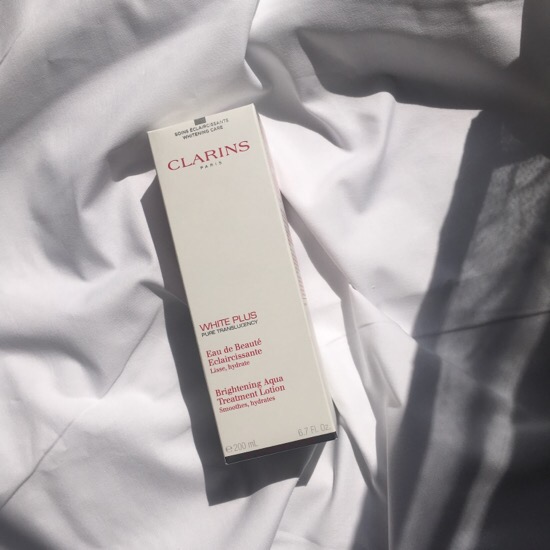 SOINS ÉCLAIRCISSANTS
WHITENING CARE
CLARINS
PARIS
WHITE PLUS
PURE TRANSLUCENCY
Eau de Beauté
Eclaircissante
Lisse, hydrate
Brightening Aqua
Treatment Lotion
Smoothes, hydrates
℮ 200 mL 6.7 Fl. Oz.